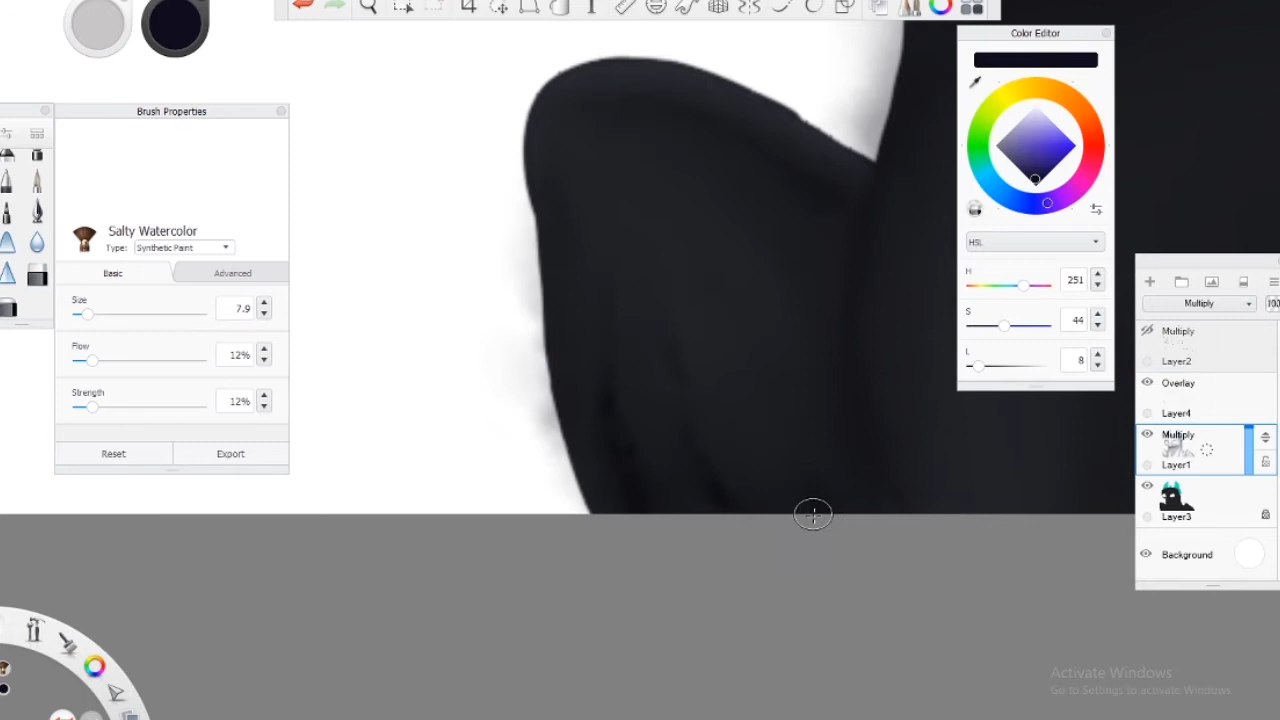 Color Editor
Brush Properties
Salty Watercolor
Type: Synthetic Paint
Basic
Advanced
Size
7.9
Flow
12%
Strength
12%
Reset
Export
HSL
H
251
S
44
L
8
Multiply
100
Multiply
Layer2
Overlay
Layer4
Multiply
Layer1
Layer3
Background
Activate Windows
Go to Settings to activate Windows.